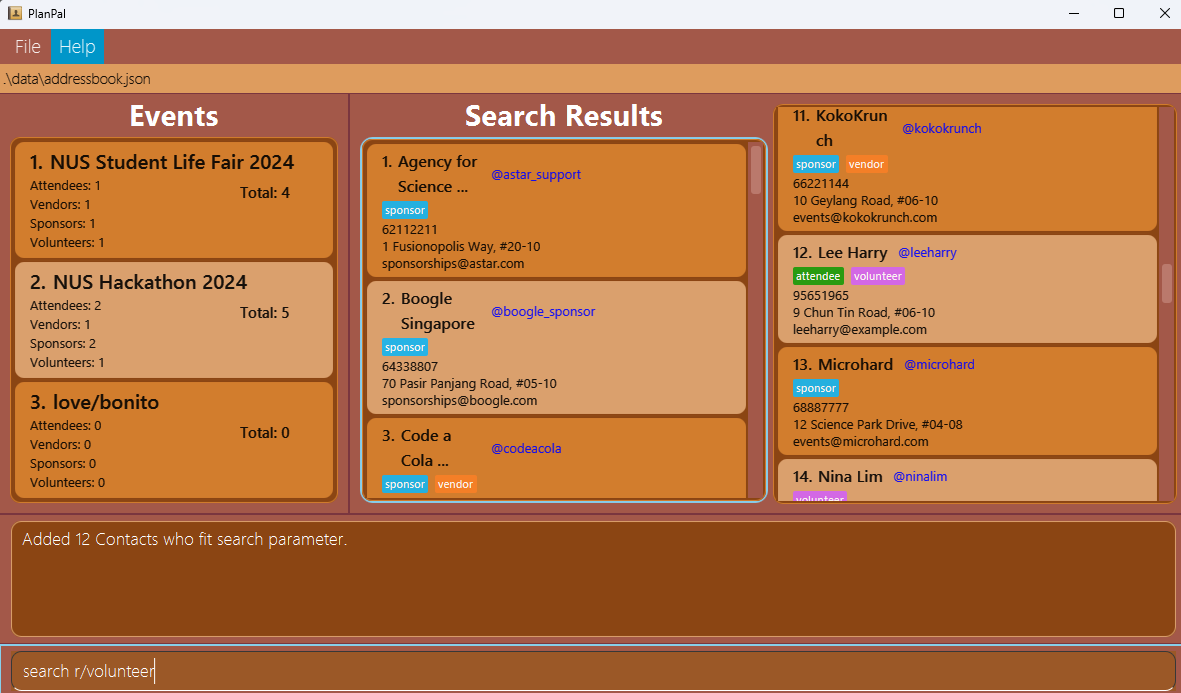 PlanPal
File Help
.\data\addressbook.json
Events
1. NUS Student Life Fair 2024
Attendees: 1
Total: 4
Vendors: 1
Sponsors: 1
Volunteers: 1
2. NUS Hackathon 2024
Attendees: 2
Total: 5
Vendors: 1
Sponsors: 2
Volunteers: 1
3. love/bonito
Attendees: 0
Total: 0
Vendors: 0
Sponsors: 0
Volunteers: 0
Search Results
1. Agency for
Science ...
@astar_support
sponsor
62112211
1 Fusionopolis Way, #20-10
sponsorships@astar.com
2. Boogle
Singapore
@boogle_sponsor
sponsor
64338807
70 Pasir Panjang Road, #05-10
sponsorships@boogle.com
3. Code a
Cola ...
@codeacola
sponsor vendor
11. KokoKrun
ch
@kokokrunch
sponsor vendor
66221144
10 Geylang Road, #06-10
events@kokokrunch.com
12. Lee Harry @leeharry
attendee volunteer
95651965
9 Chun Tin Road, #06-10
leeharry@example.com
13. Microhard @microhard
sponsor
68887777
12 Science Park Drive, #04-08
events@microhard.com
14. Nina Lim @ninalim
volunteer
Added 12 Contacts who fit search parameter.
search r/volunteer